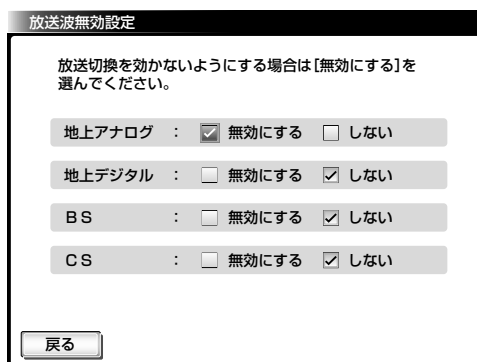 放送波無効設定
放送切換を効かないようにする場合は[無効にする]を
選んでください。
地上アナログ : 無効にする しない
地上デジタル : 無効にする しない
BS : 無効にする しない
CS : 無効にする しない
戻る